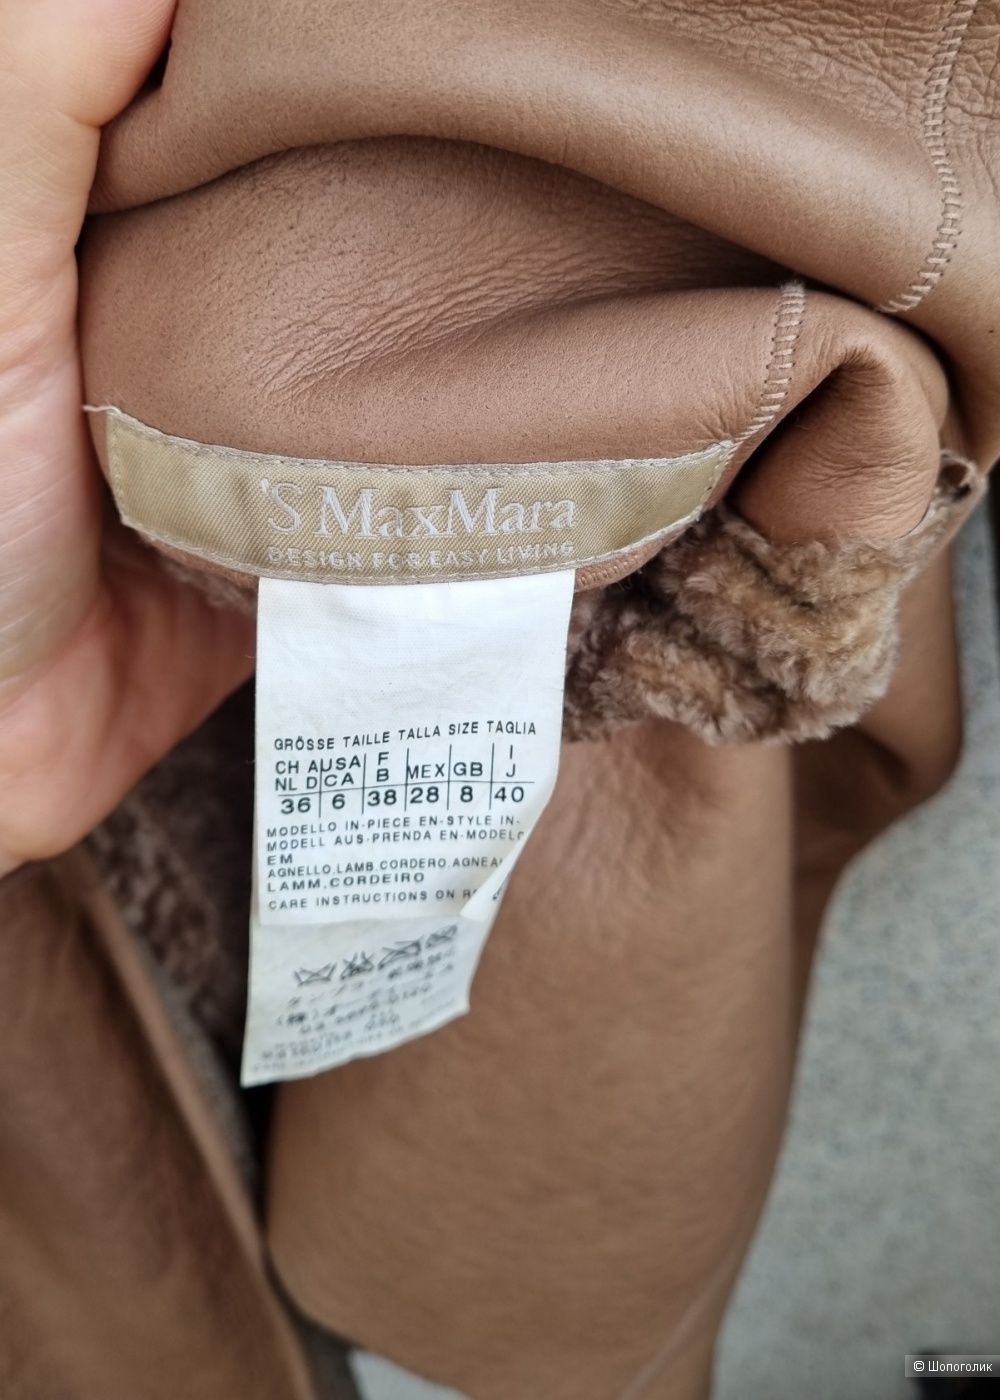 'S MaxMara
DESIGN FOR EASY LIVING
GRÖSSE TAILLE TALLA SIZE TAGLIA
CH A USA F MEX GB I
NL D CA B J
36 6 38 28 8 40
MODELLO IN-PIECE EN-STYLE IN-
MODELL AUS-PRENDA EN-MODELO
EM
AGNELLO,LAMB,CORDERO,AGNEAU
LAMM,CORDEIRO
CARE INSTRUCTIONS ON
© Шопоголик